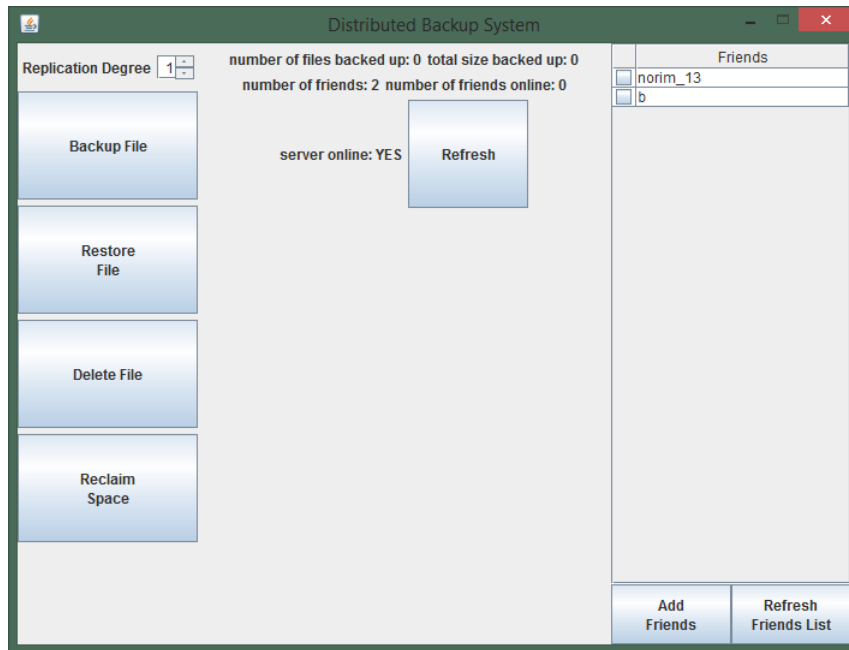 Distributed Backup System
Replication Degree 1
Backup File
Restore
File
Delete File
Reclaim
Space
number of files backed up: 0 total size backed up: 0
number of friends: 2 number of friends online: 0
server online: YES
Refresh
Friends
norim_13
b
Add
Friends
Refresh
Friends List